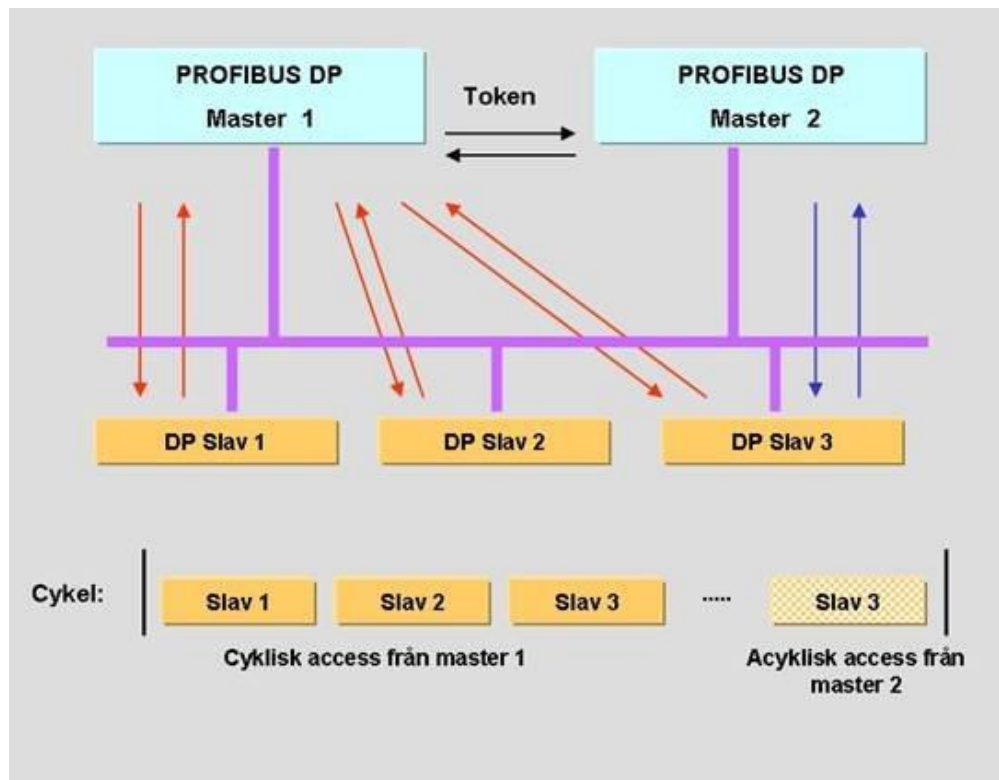 PROFIBUS DP
Master 1
Token
PROFIBUS DP
Master 2
DP Slav 1
DP Slav 2
DP Slav 3
Cykel:
Slav 1
Slav 2
Slav 3
.....
Slav 3
Cyklisk access från master 1
Acyklisk access från
master 2